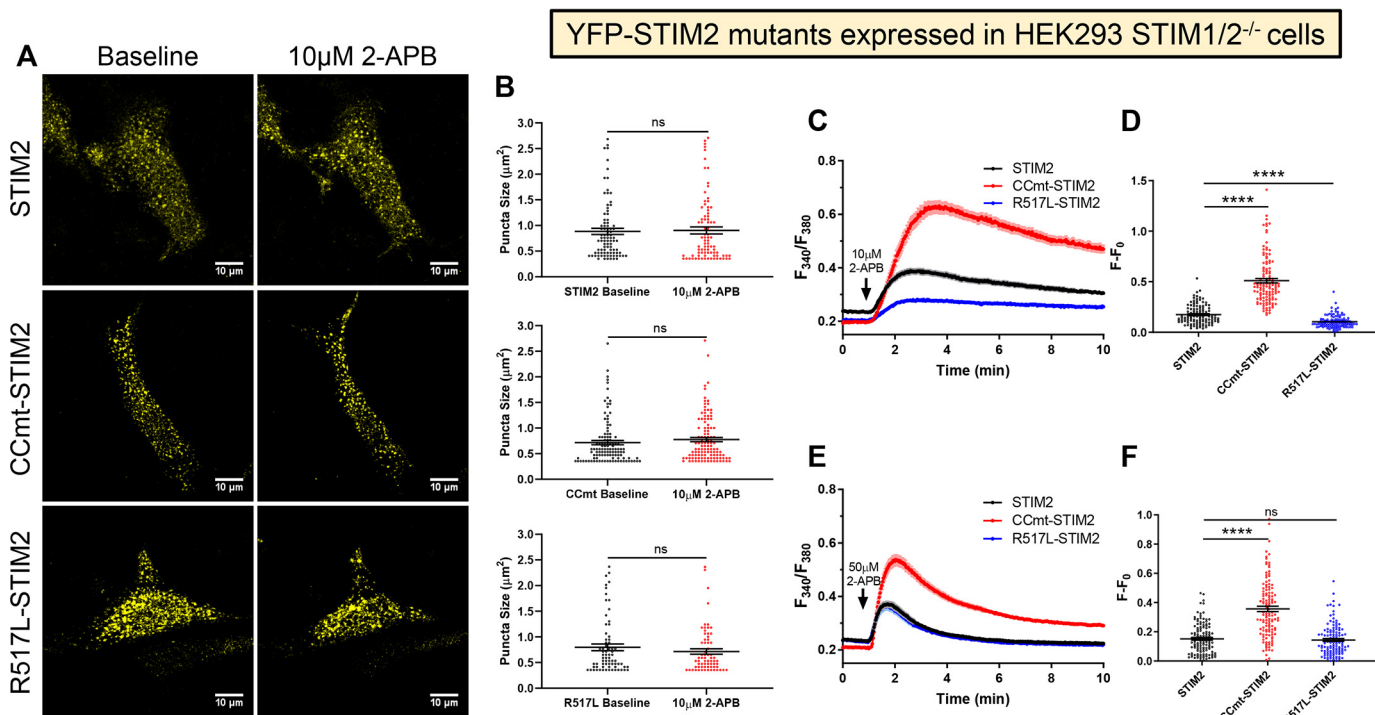 YFP-STIM2 mutants expressed in HEK293 STIM1/2-/- cells
A
Baseline
10µM 2-APB
STIM2
10 µm
10 µm
CCmt-STIM2
10 µm
10 µm
R517L-STIM2
10 µm
10 µm
B
ns
Puncta Size (µm²)
3.0
2.5
2.0
1.5
1.0
0.5
0.0
STIM2 Baseline
10µM 2-APB
ns
Puncta Size (µm²)
3.0
2.5
2.0
1.5
1.0
0.5
0.0
CCmt Baseline
10µM 2-APB
ns
Puncta Size (µm²)
3.0
2.5
2.0
1.5
1.0
0.5
0.0
R517L Baseline
10µM 2-APB
C
STIM2
CCmt-STIM2
R517L-STIM2
F340/F380
0.8
0.6
0.4
0.2
10µM
2-APB
0 2 4 6 8 10
Time (min)
D
****
****
F-F0
1.5
1.0
0.5
0.0
STIM2
CCmt-STIM2
R517L-STIM2
E
STIM2
CCmt-STIM2
R517L-STIM2
F340/F380
0.8
0.6
0.4
0.2
50µM
2-APB
0 2 4 6 8 10
Time (min)
F
ns
****
F-F0
1.0
0.8
0.6
0.4
0.2
0.0
STIM2
CCmt-STIM2
R517L-STIM2